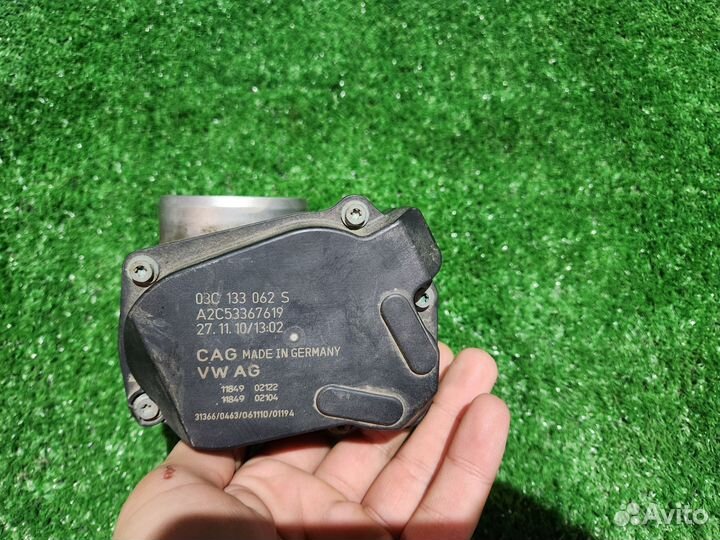 03C 133 062 S
A2C53367619
27.11.10/13:02
CAG MADE IN GERMANY
VW AG
11849 02122
11849 02104
31366/0463/061110/01194
Avito